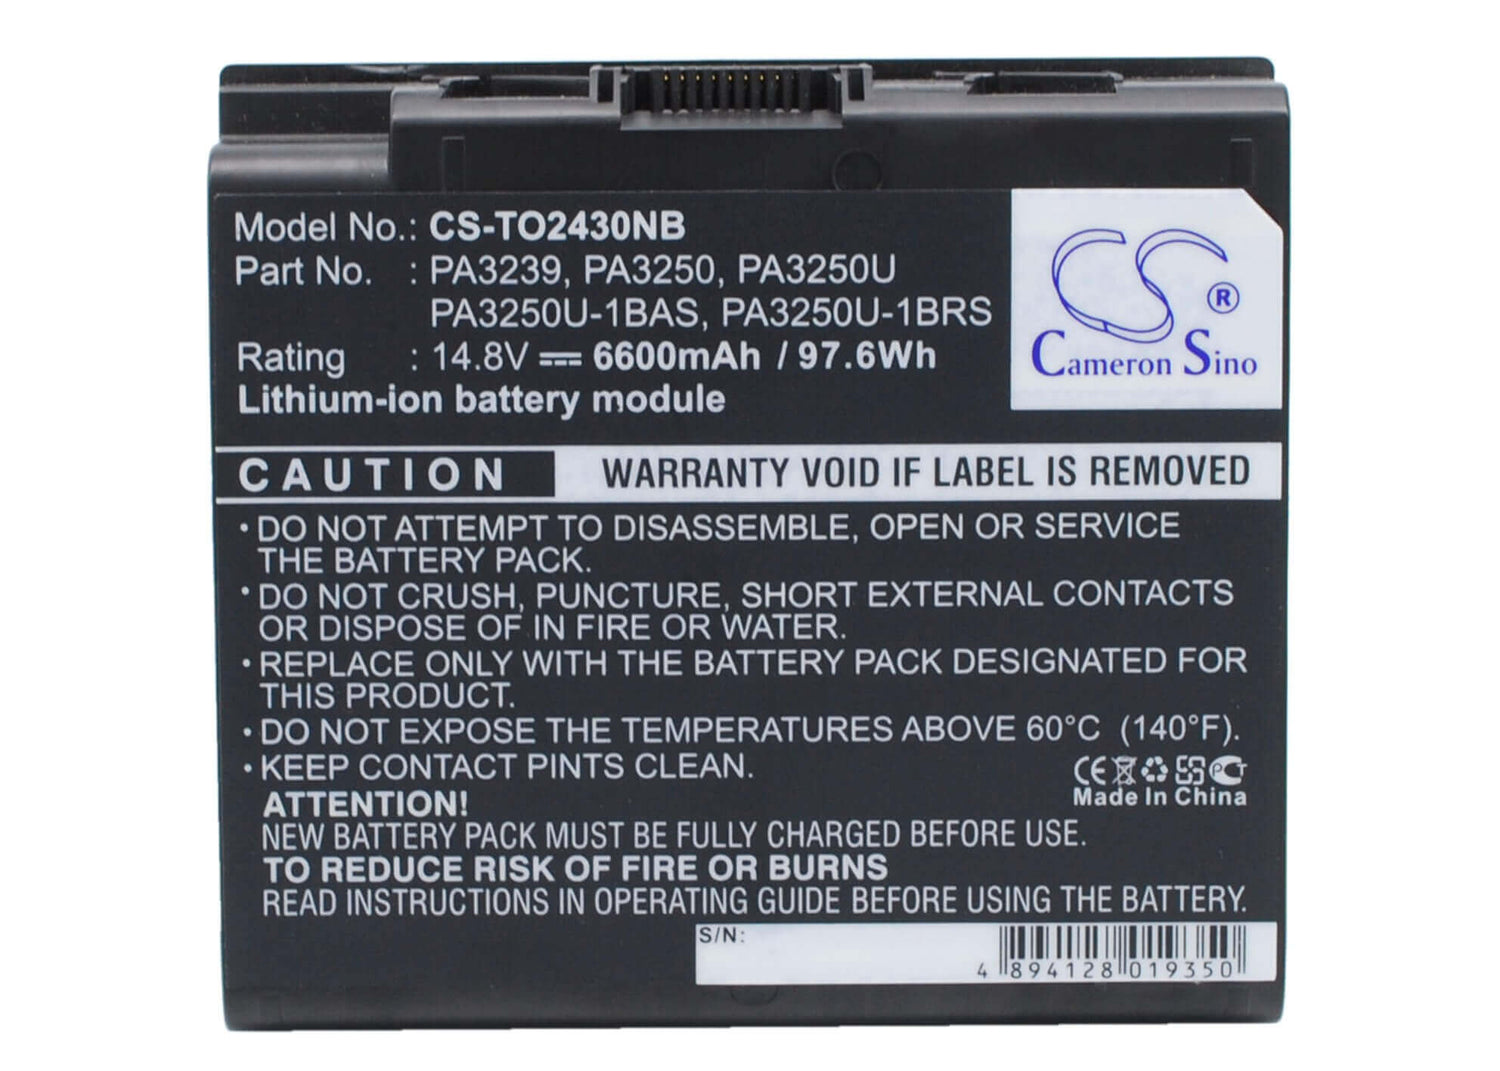 Model No.: CS-TO2430NB
Part No. : PA3239, PA3250, PA3250U
PA3250U-1BAS, PA3250U-1BRS
Rating : 14.8V ⎓ 6600mAh / 97.6Wh
Lithium-ion battery module
CS
®
Cameron Sino
CAUTION WARRANTY VOID IF LABEL IS REMOVED
• DO NOT ATTEMPT TO DISASSEMBLE, OPEN OR SERVICE
THE BATTERY PACK.
• DO NOT CRUSH, PUNCTURE, SHORT EXTERNAL CONTACTS
OR DISPOSE OF IN FIRE OR WATER.
• REPLACE ONLY WITH THE BATTERY PACK DESIGNATED FOR
THIS PRODUCT.
• DO NOT EXPOSE THE TEMPERATURES ABOVE 60°C (140°F).
• KEEP CONTACT PINTS CLEAN.
CE PCT
Made In China
ATTENTION!
NEW BATTERY PACK MUST BE FULLY CHARGED BEFORE USE.
TO REDUCE RISK OF FIRE OR BURNS
READ INSTRUCTIONS IN OPERATING GUIDE BEFORE USING THE BATTERY.
S/N:
4 894128 019350